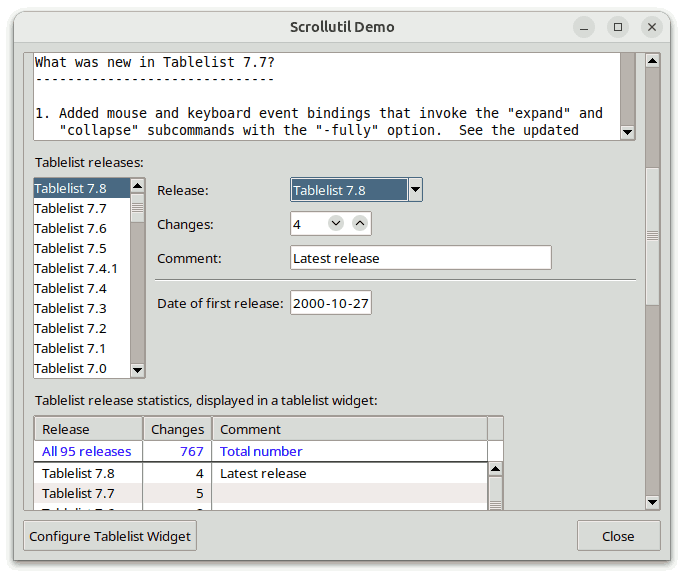 Scrollutil Demo
What was new in Tablelist 7.7?
------------------------------
1. Added mouse and keyboard event bindings that invoke the "expand" and
"collapse" subcommands with the "-fully" option.  See the updated
Tablelist releases:
Tablelist 7.8
Tablelist 7.7
Tablelist 7.6
Tablelist 7.5
Tablelist 7.4.1
Tablelist 7.4
Tablelist 7.3
Tablelist 7.2
Tablelist 7.1
Tablelist 7.0
Release: Tablelist 7.8
Changes: 4
Comment: Latest release
Date of first release: 2000-10-27
Tablelist release statistics, displayed in a tablelist widget:
Release Changes Comment
All 95 releases 767 Total number
Tablelist 7.8 4 Latest release
Tablelist 7.7 5
Configure Tablelist Widget Close